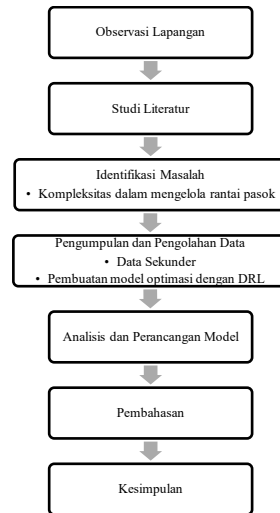 Observasi Lapangan
Studi Literatur
Identifikasi Masalah
• Kompleksitas dalam mengelola rantai pasok
Pengumpulan dan Pengolahan Data
• Data Sekunder
• Pembuatan model optimasi dengan DRL
Analisis dan Perancangan Model
Pembahasan
Kesimpulan